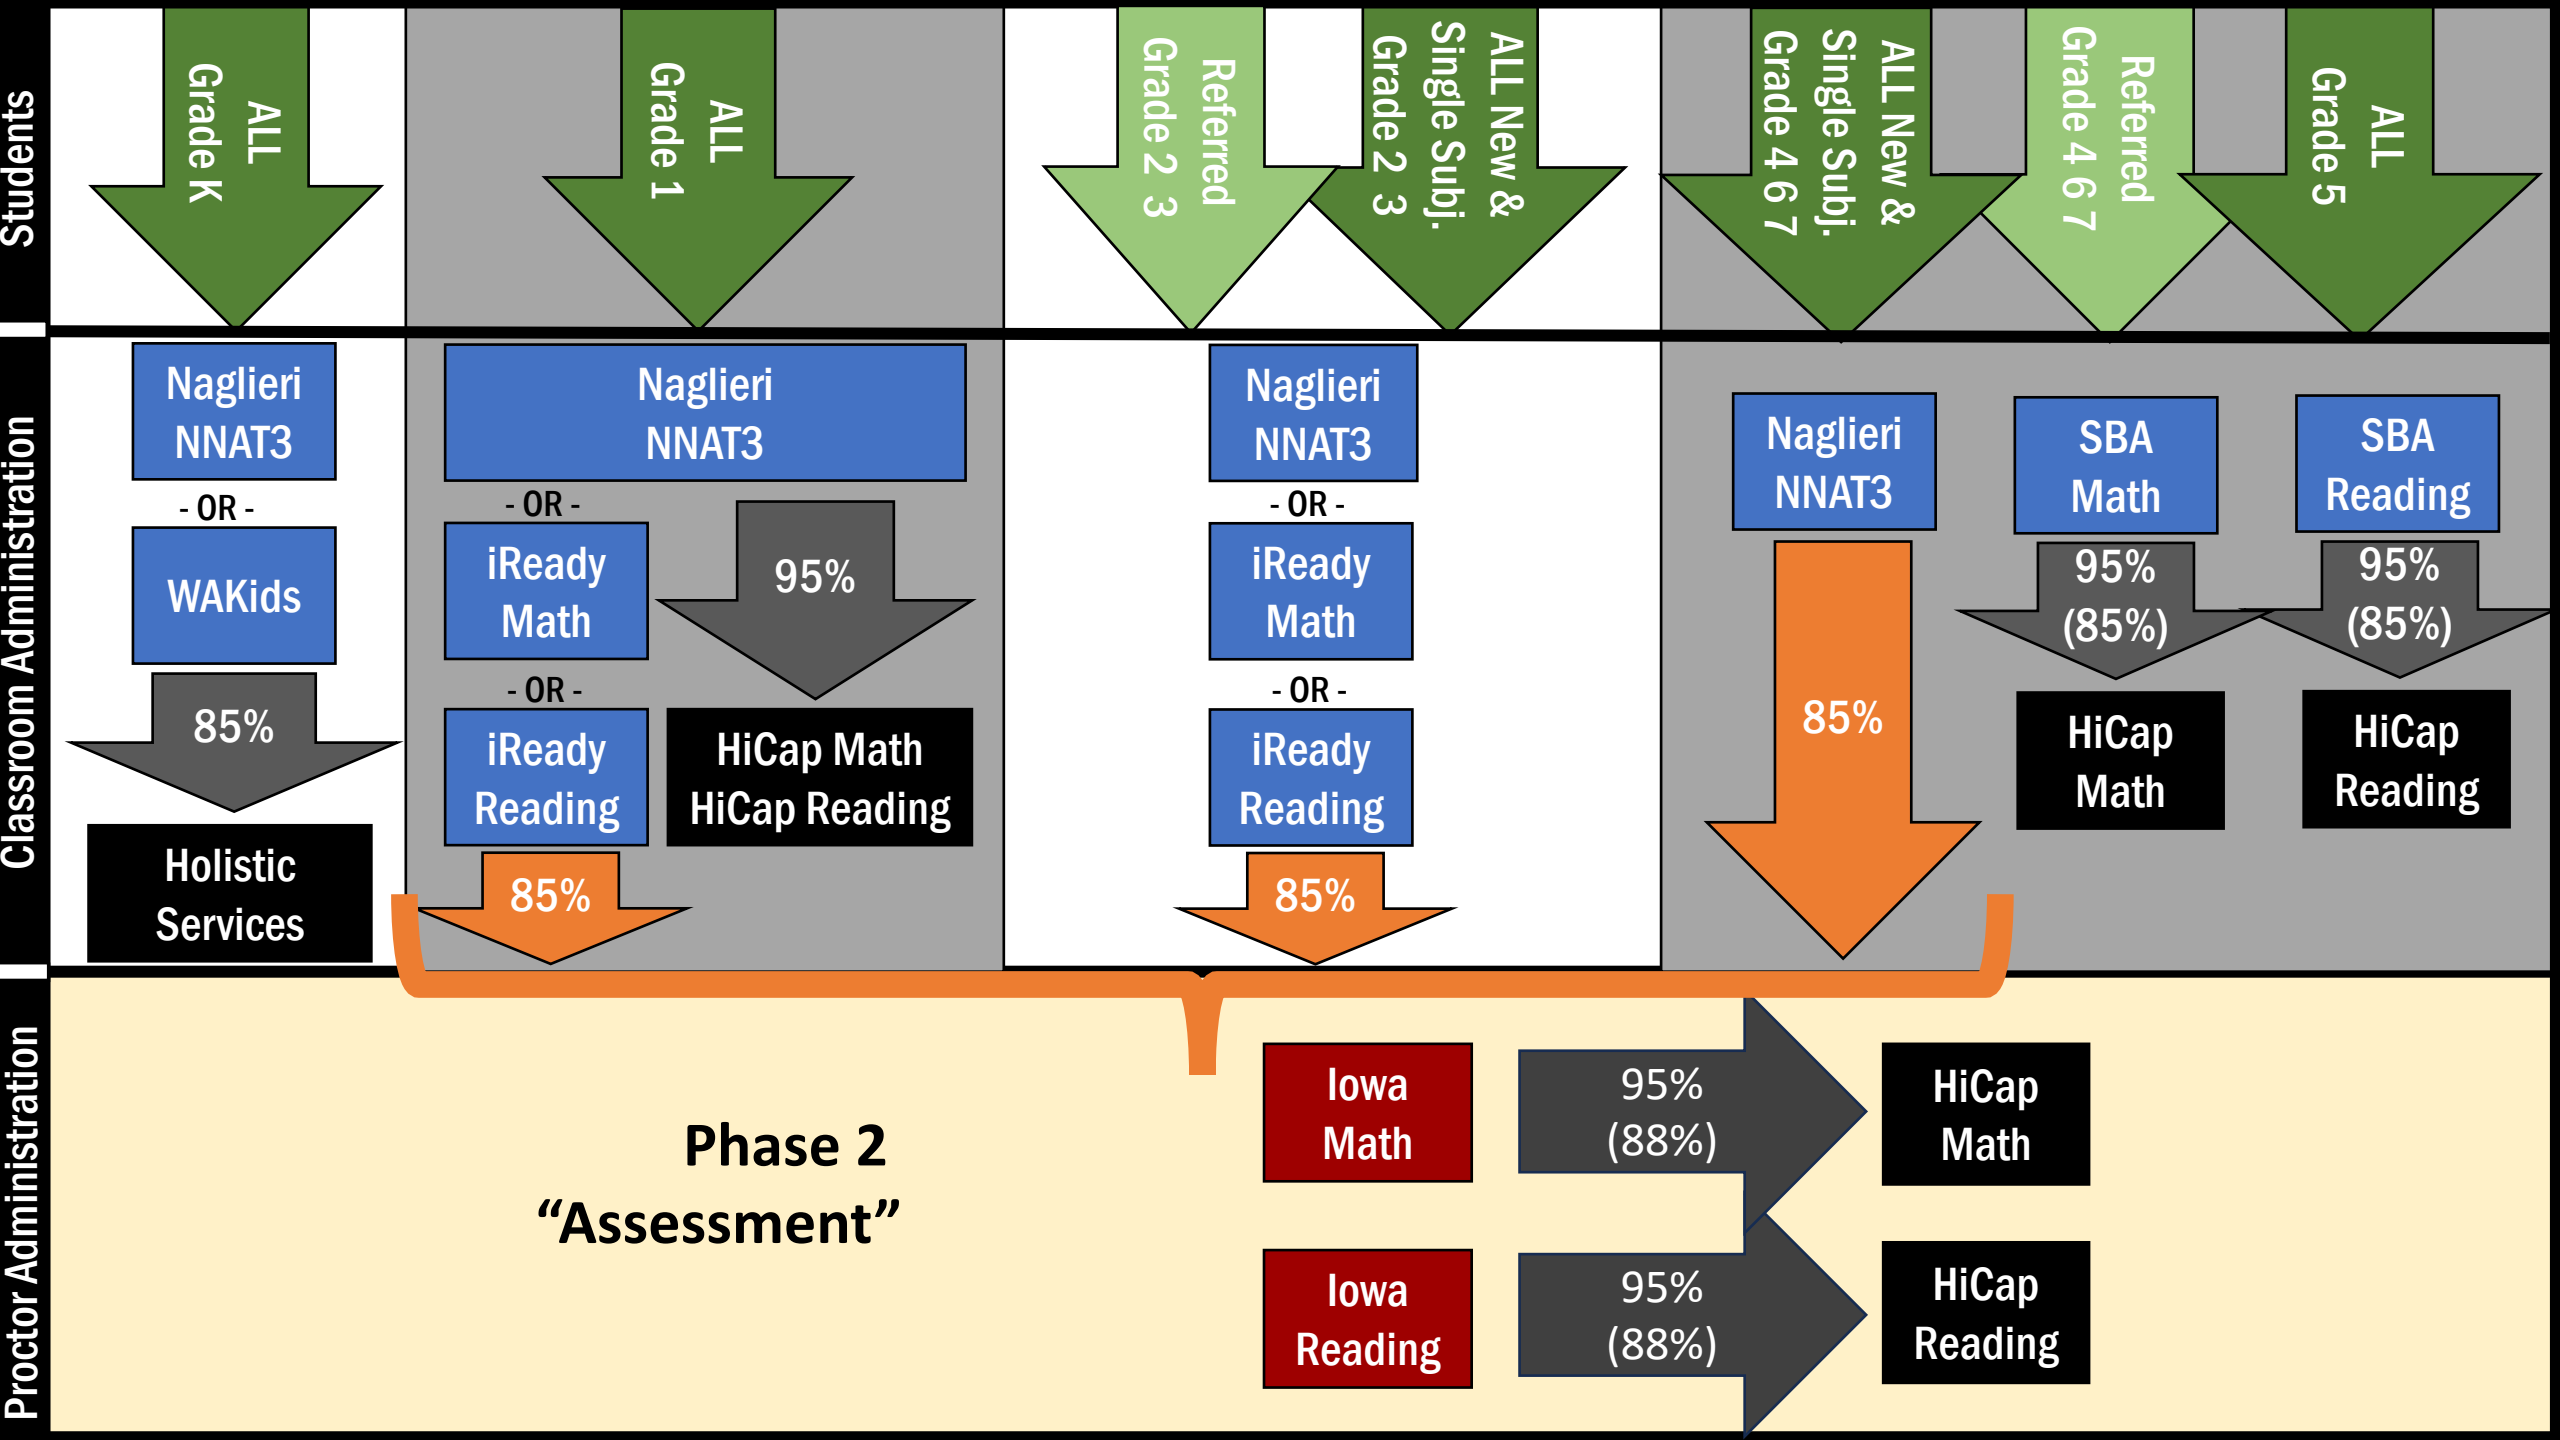 Students
ALL
Grade K
ALL
Grade 1
Referred
Grade 2 3
ALL New &
Single Subj.
Grade 2 3
ALL New &
Single Subj.
Grade 4 6 7
Referred
Grade 4 6 7
ALL
Grade 5
Classroom Administration
Naglieri
NNAT3
- OR -
WAKids
85%
Holistic
Services
Naglieri
NNAT3
- OR -
iReady
Math
- OR -
iReady
Reading
85%
95%
HiCap Math
HiCap Reading
Naglieri
NNAT3
- OR -
iReady
Math
- OR -
iReady
Reading
85%
Naglieri
NNAT3
85%
SBA
Math
95%
(85%)
HiCap
Math
SBA
Reading
95%
(85%)
HiCap
Reading
Proctor Administration
Phase 2
“Assessment”
Iowa
Math
95%
(88%)
HiCap
Math
Iowa
Reading
95%
(88%)
HiCap
Reading